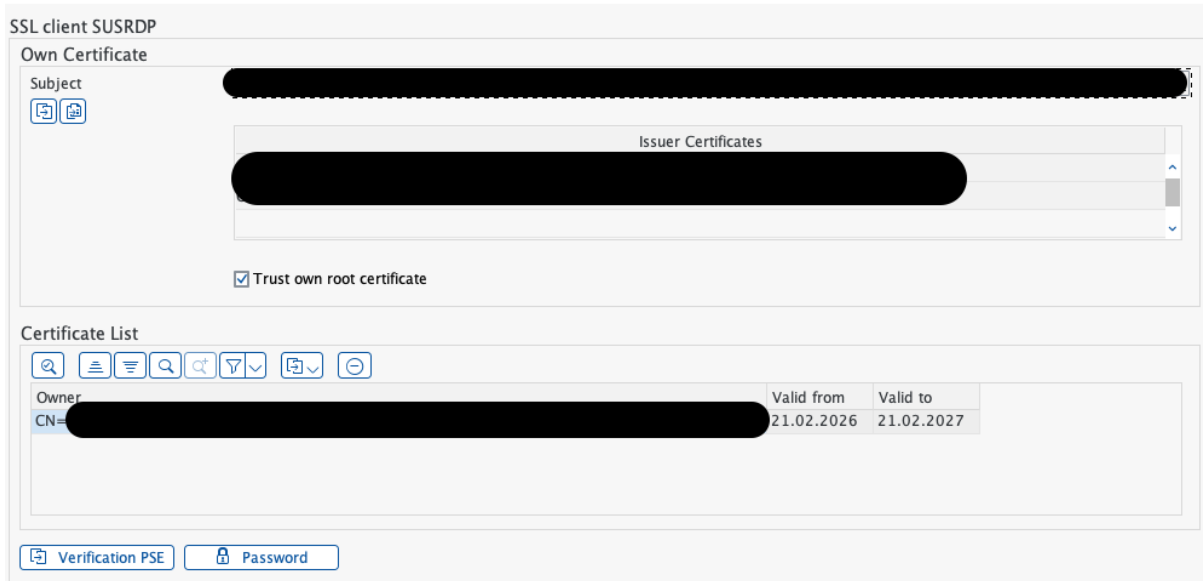 SSL client SUSRDP
Own Certificate
Subject
Issuer Certificates
Trust own root certificate
Certificate List
Owner Valid from Valid to
CN= 21.02.2026 21.02.2027
Verification PSE Password